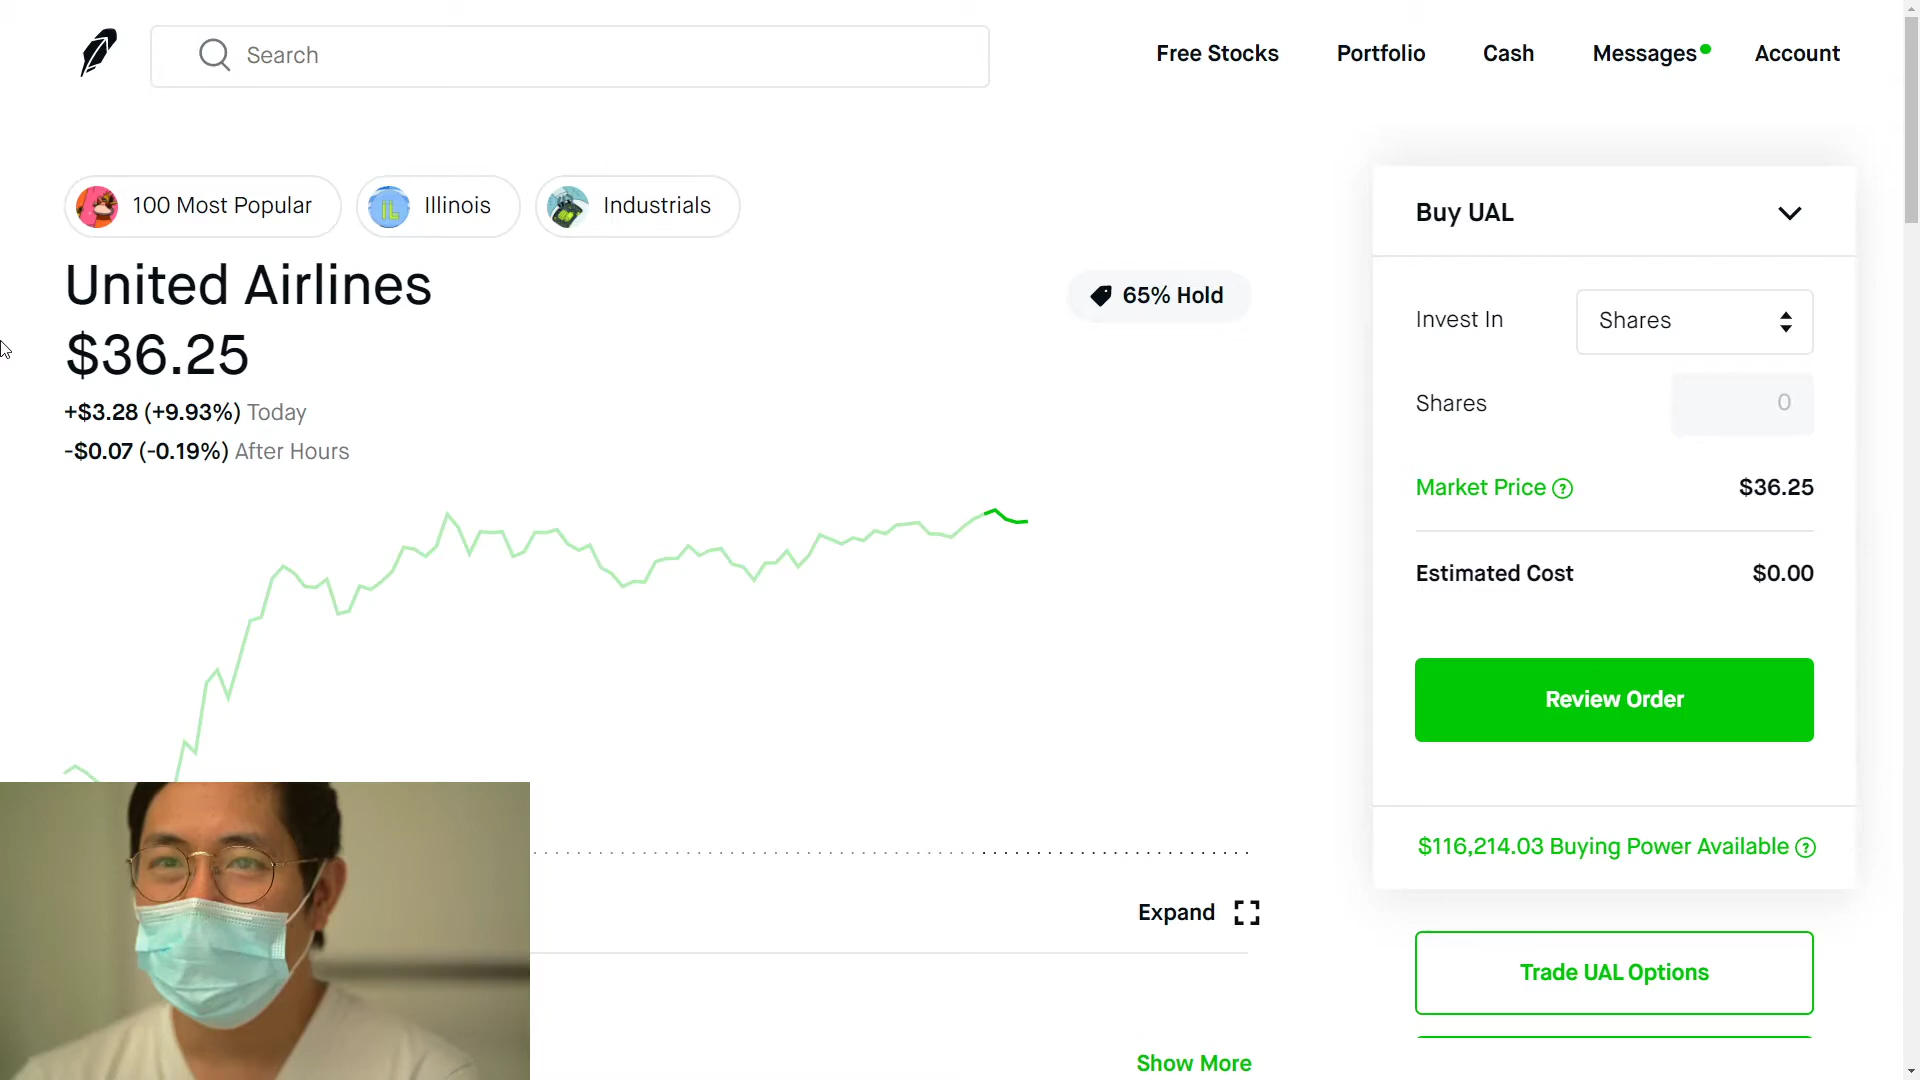 Search
Free Stocks
Portfolio
Cash
Messages
Account
100 Most Popular
IL
Illinois
Industrials
United Airlines
$36.25
+$3.28 (+9.93%) Today
-$0.07 (-0.19%) After Hours
65% Hold
Expand
Show More
Buy UAL
Invest In
Shares
Shares
0
Market Price ?
$36.25
Estimated Cost
$0.00
Review Order
$116,214.03 Buying Power Available ?
Trade UAL Options